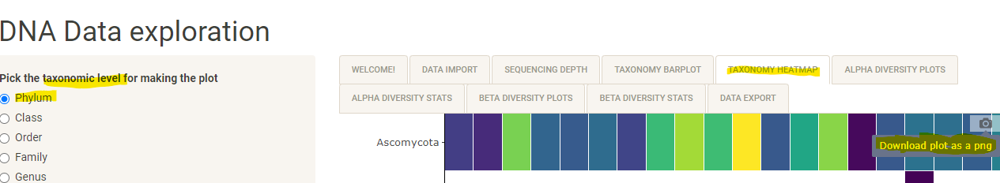 DNA Data exploration
Pick the taxonomic level for making the plot
Phylum
Class
Order
Family
Genus
WELCOME! DATA IMPORT SEQUENCING DEPTH TAXONOMY BARPLOT TAXONOMY HEATMAP ALPHA DIVERSITY PLOTS
ALPHA DIVERSITY STATS BETA DIVERSITY PLOTS BETA DIVERSITY STATS DATA EXPORT
Ascomycota
Download plot as a png